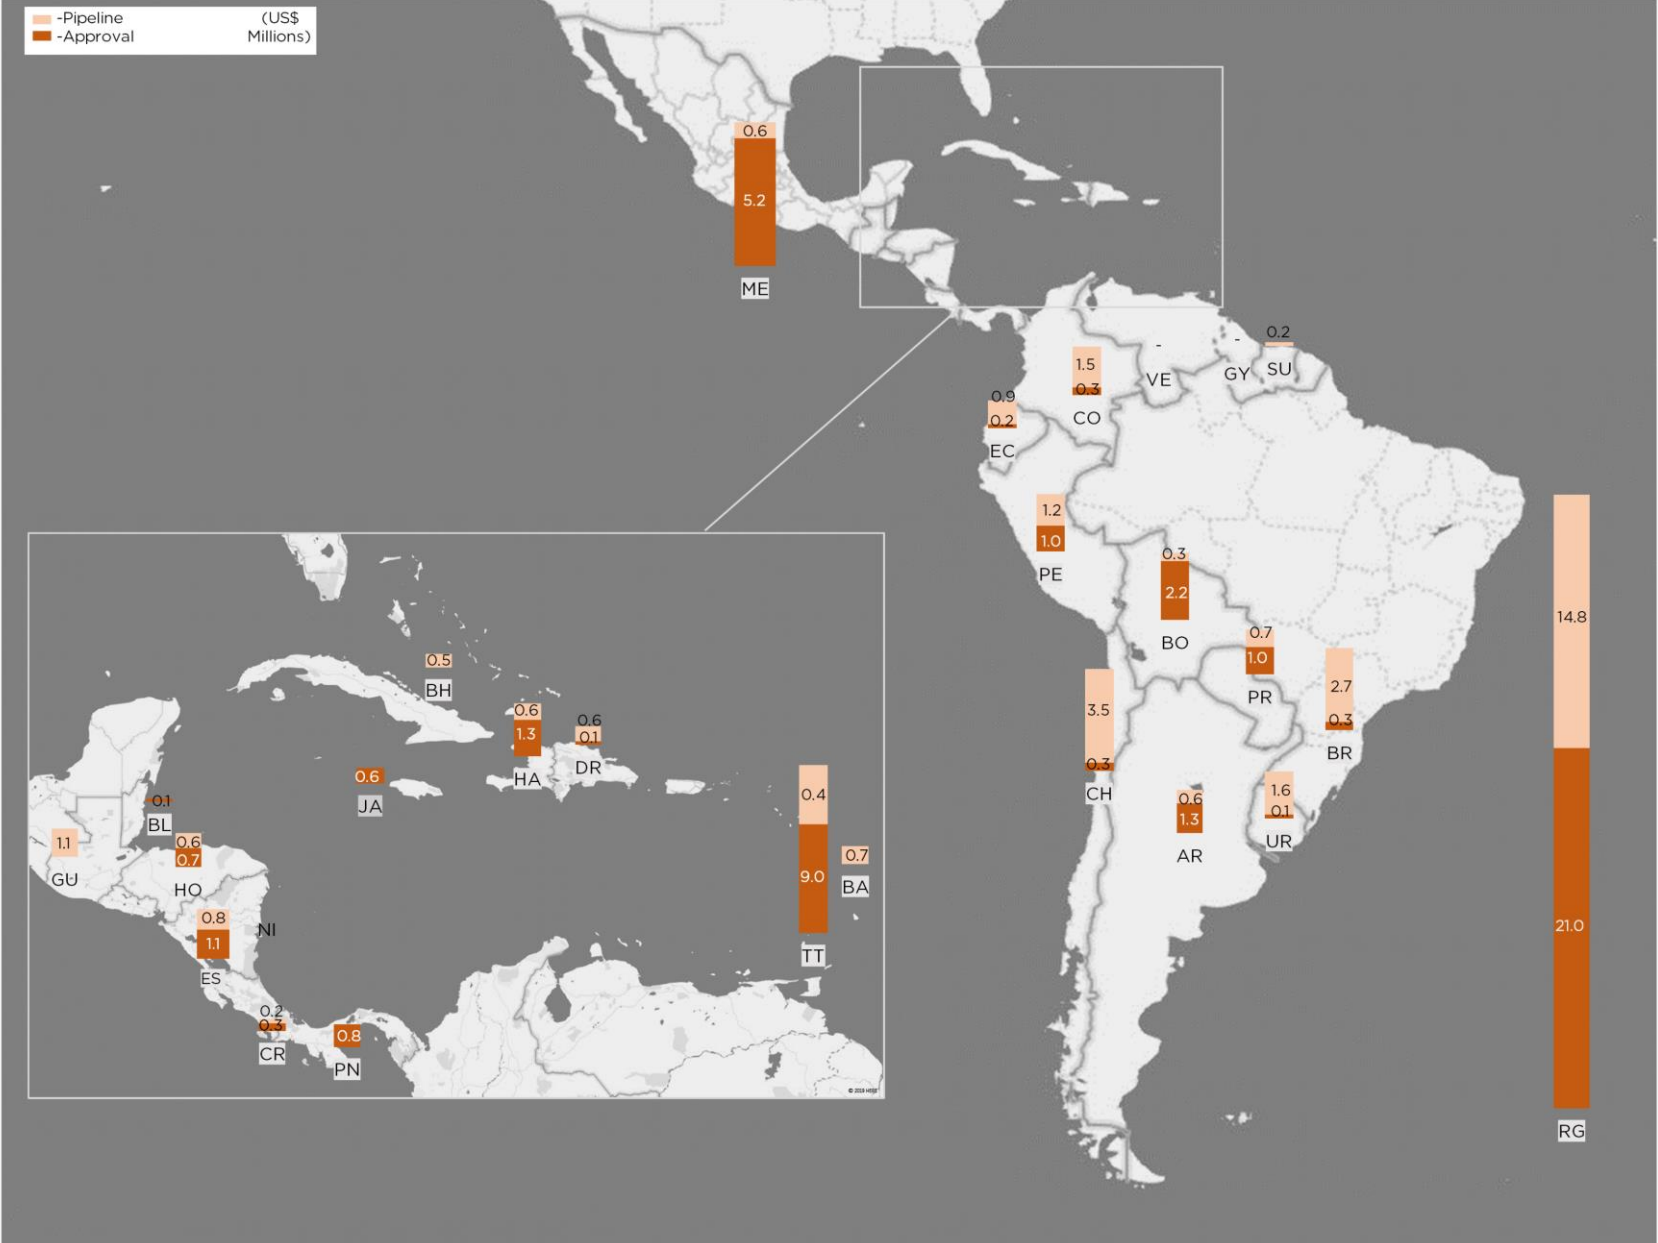 -Pipeline (US$
-Approval Millions)
0.6
5.2
ME
0.2
-
-
1.5
SU
GY
VE
0.3
0.9
CO
0.2
EC
1.2
1.0
PE
0.3
2.2
BO
0.7
1.0
PR
14.8
21.0
RG
2.7
0.3
BR
3.5
0.3
CH
1.6
0.1
UR
0.6
1.3
AR
0.5
BH
0.6
1.3
HA
0.6
0.1
DR
0.6
JA
0.1
BL
1.1
GU
0.6
0.7
HO
0.4
9.0
TT
0.7
BA
0.8
1.1
NI
ES
0.2
0.3
CR
0.8
PN